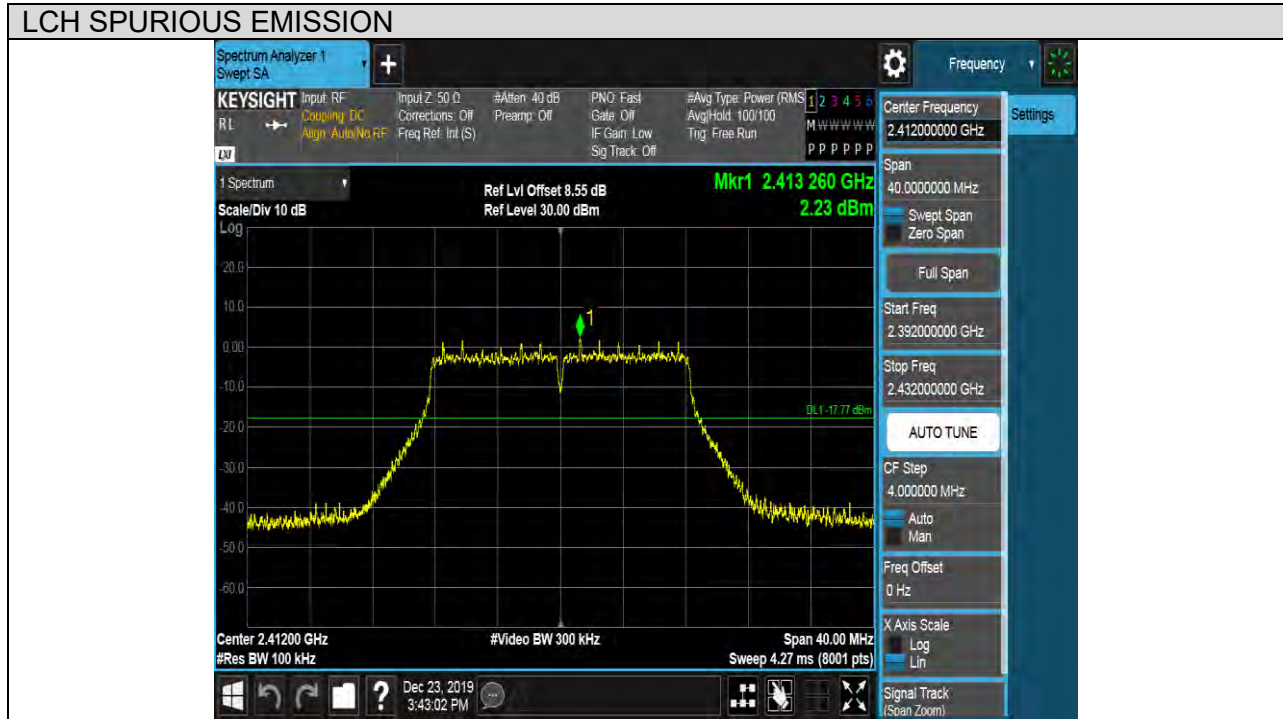 LCH SPURIOUS EMISSION
Spectrum Analyzer 1
Swept SA
+
Frequency
KEYSIGHT
RL
LXI
Input: RF
Coupling: DC
Align: Auto/No RF
Input Z: 50 Ω
Corrections: Off
Freq Ref: Int (S)
#Atten: 40 dB
Preamp: Off
PNO: Fast
Gate: Off
IF Gain: Low
Sig Track: Off
#Avg Type: Power (RMS
Avg|Hold: 100/100
Trig: Free Run
1 2 3 4 5 6
M W W W W W
P P P P P P
Center Frequency
2.412000000 GHz
Settings
Span
40.0000000 MHz
Swept Span
Zero Span
Full Span
Start Freq
2.392000000 GHz
Stop Freq
2.432000000 GHz
AUTO TUNE
CF Step
4.000000 MHz
Auto
Man
Freq Offset
0 Hz
X Axis Scale
Log
Lin
Signal Track
(Span Zoom)
1 Spectrum
Scale/Div 10 dB
Ref Lvl Offset 8.55 dB
Ref Level 30.00 dBm
Mkr1 2.413 260 GHz
2.23 dBm
Log
20.0
10.0
1
0.00
-10.0
DL1 -17.77 dBm
-20.0
-30.0
-40.0
-50.0
-60.0
Center 2.41200 GHz
#Video BW 300 kHz
Span 40.00 MHz
#Res BW 100 kHz
Sweep 4.27 ms (8001 pts)
?
Dec 23, 2019
3:43:02 PM